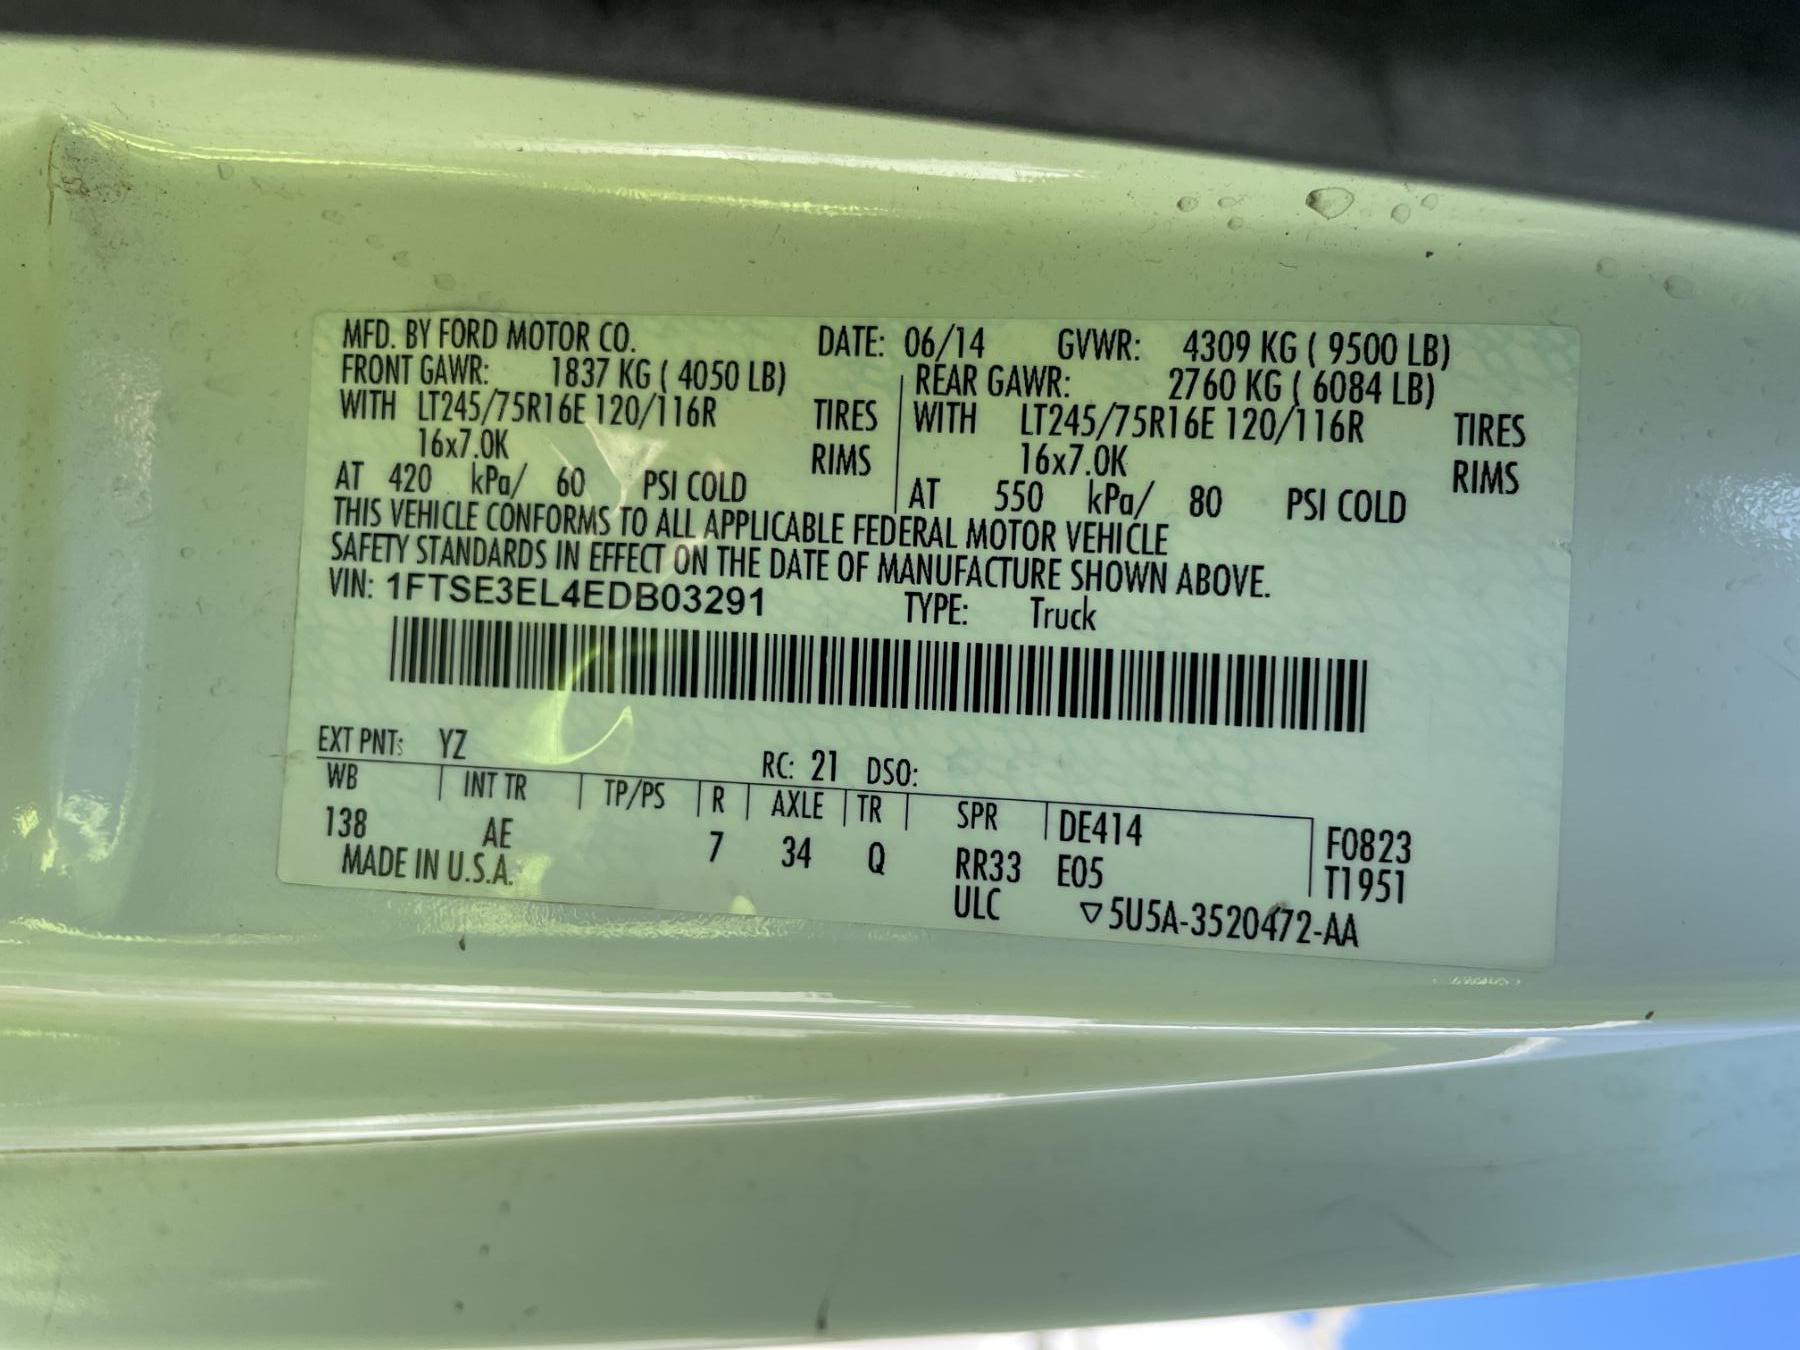 MFD. BY FORD MOTOR CO. DATE: 06/14 GVWR: 4309 KG ( 9500 LB)
FRONT GAWR: 1837 KG ( 4050 LB) REAR GAWR: 2760 KG ( 6084 LB)
WITH LT245/75R16E 120/116R TIRES WITH LT245/75R16E 120/116R TIRES
16x7.0K RIMS 16x7.0K RIMS
AT 420 kPa/ 60 PSI COLD AT 550 kPa/ 80 PSI COLD
THIS VEHICLE CONFORMS TO ALL APPLICABLE FEDERAL MOTOR VEHICLE
SAFETY STANDARDS IN EFFECT ON THE DATE OF MANUFACTURE SHOWN ABOVE.
VIN: 1FTSE3EL4EDB03291 TYPE: Truck
EXT PNT: YZ RC: 21 DSO:
WB INT TR TP/PS R AXLE TR SPR DE414 F0823
138 AE 7 34 Q RR33 E05 T1951
MADE IN U.S.A. ULC ▽5U5A-3520472-AA